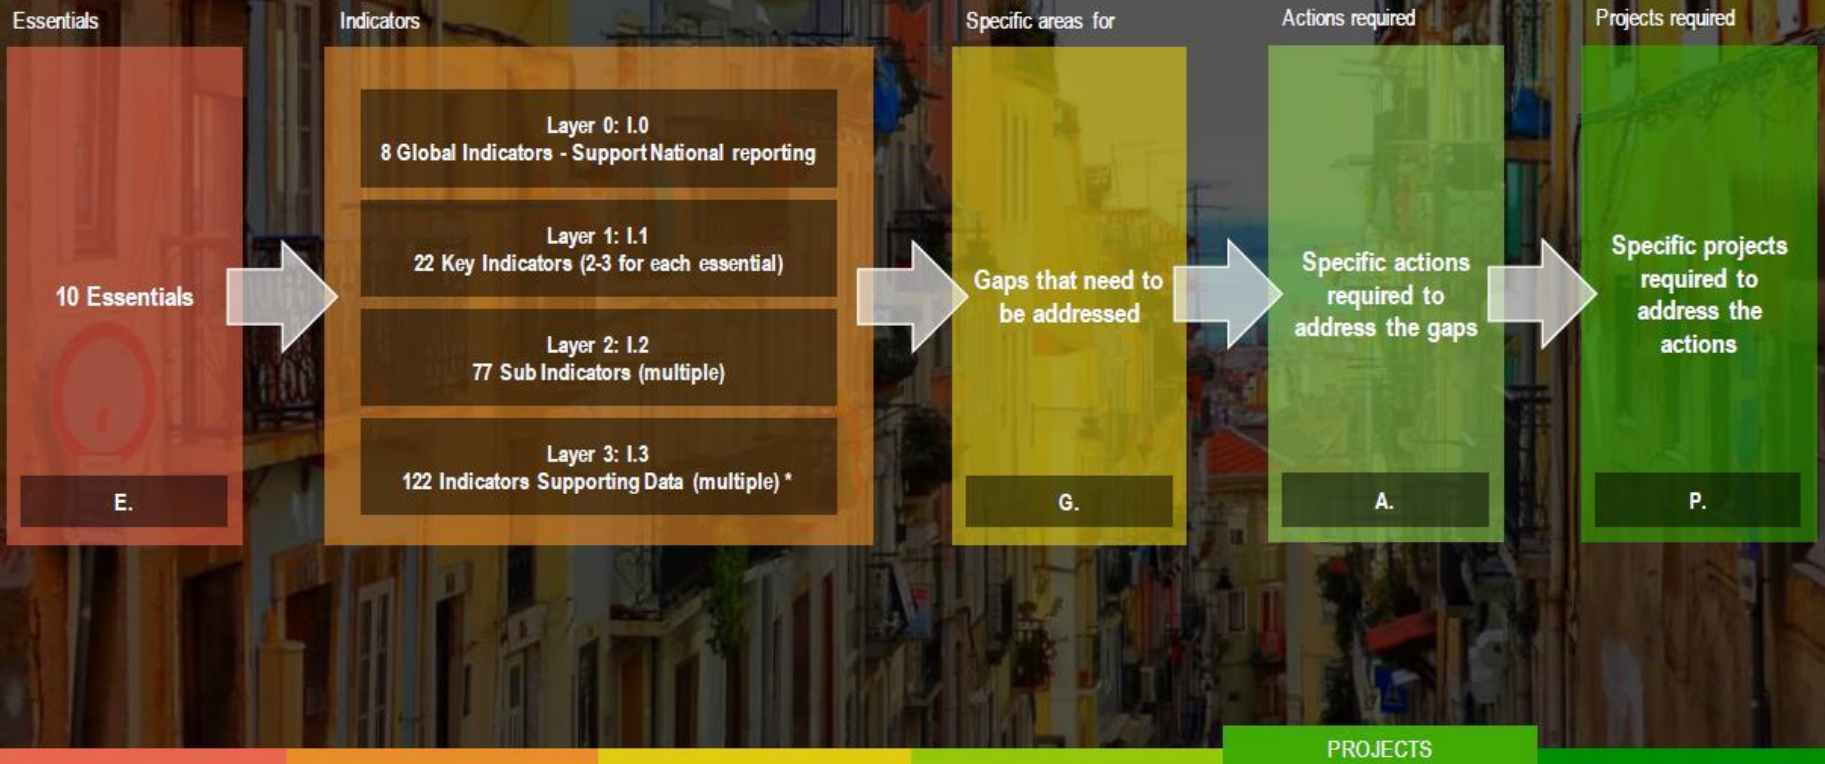 Essentials
Indicators
Specific areas for
Actions required
Projects required
10 Essentials
E.
Layer 0: I.0
8 Global Indicators - Support National reporting
Layer 1: I.1
22 Key Indicators (2-3 for each essential)
Layer 2: I.2
77 Sub Indicators (multiple)
Layer 3: I.3
122 Indicators Supporting Data (multiple) *
Gaps that need to
be addressed
G.
Specific actions
required to
address the gaps
A.
Specific projects
required to
address the
actions
P.
PROJECTS